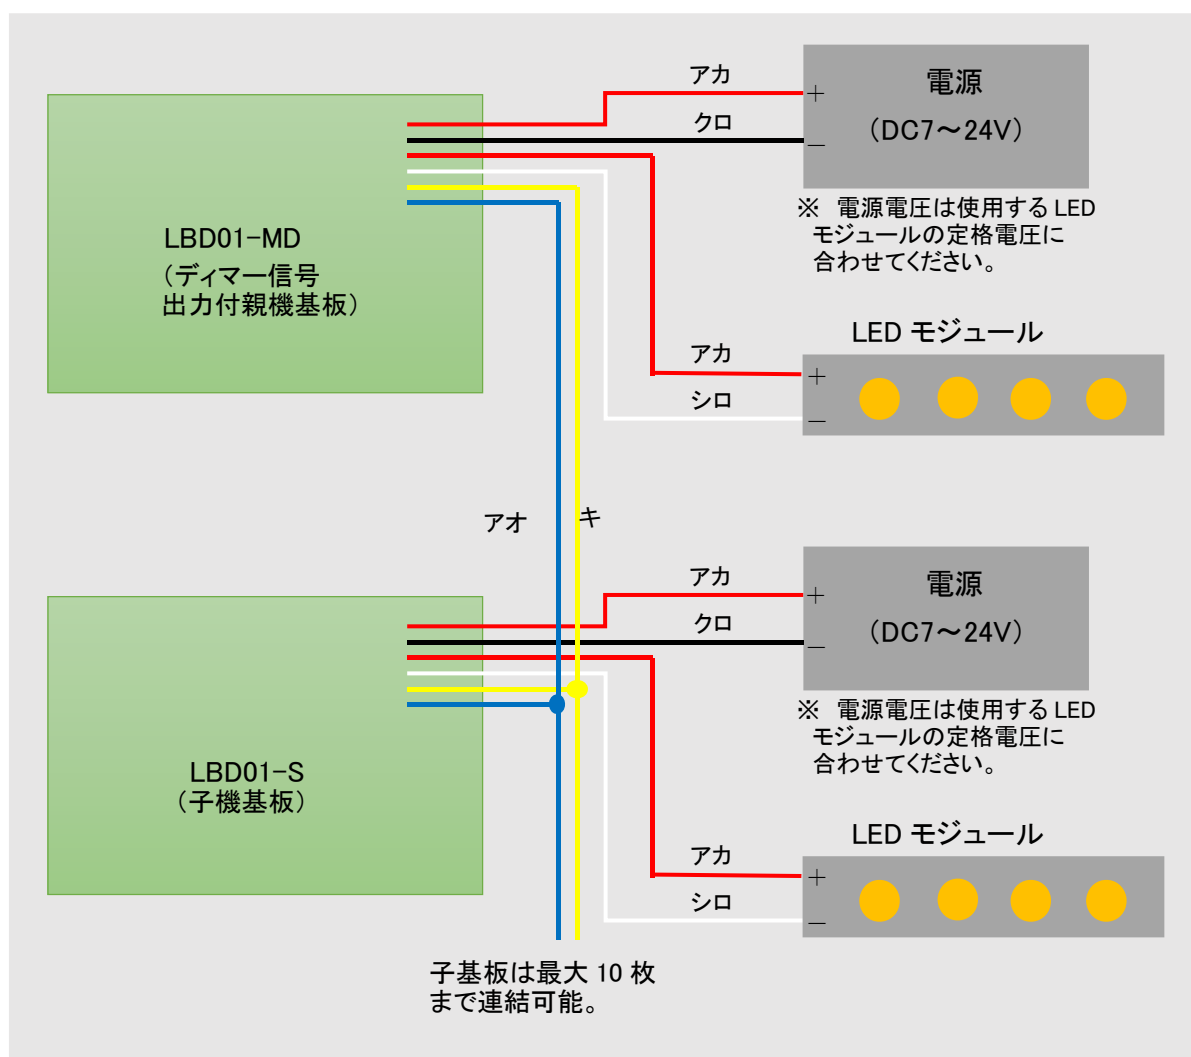 アカ
電源
+
クロ
(DC7~24V)
-
※ 電源電圧は使用する LED
モジュールの定格電圧に
合わせてください。
LBD01-MD
(ディマー信号
出力付親機基板)
LED モジュール
アカ
+
シロ
-
アオ
キ
アカ
電源
+
クロ
(DC7~24V)
-
※ 電源電圧は使用する LED
モジュールの定格電圧に
合わせてください。
LBD01-S
(子機基板)
LED モジュール
アカ
+
シロ
-
子基板は最大 10 枚
まで連結可能。